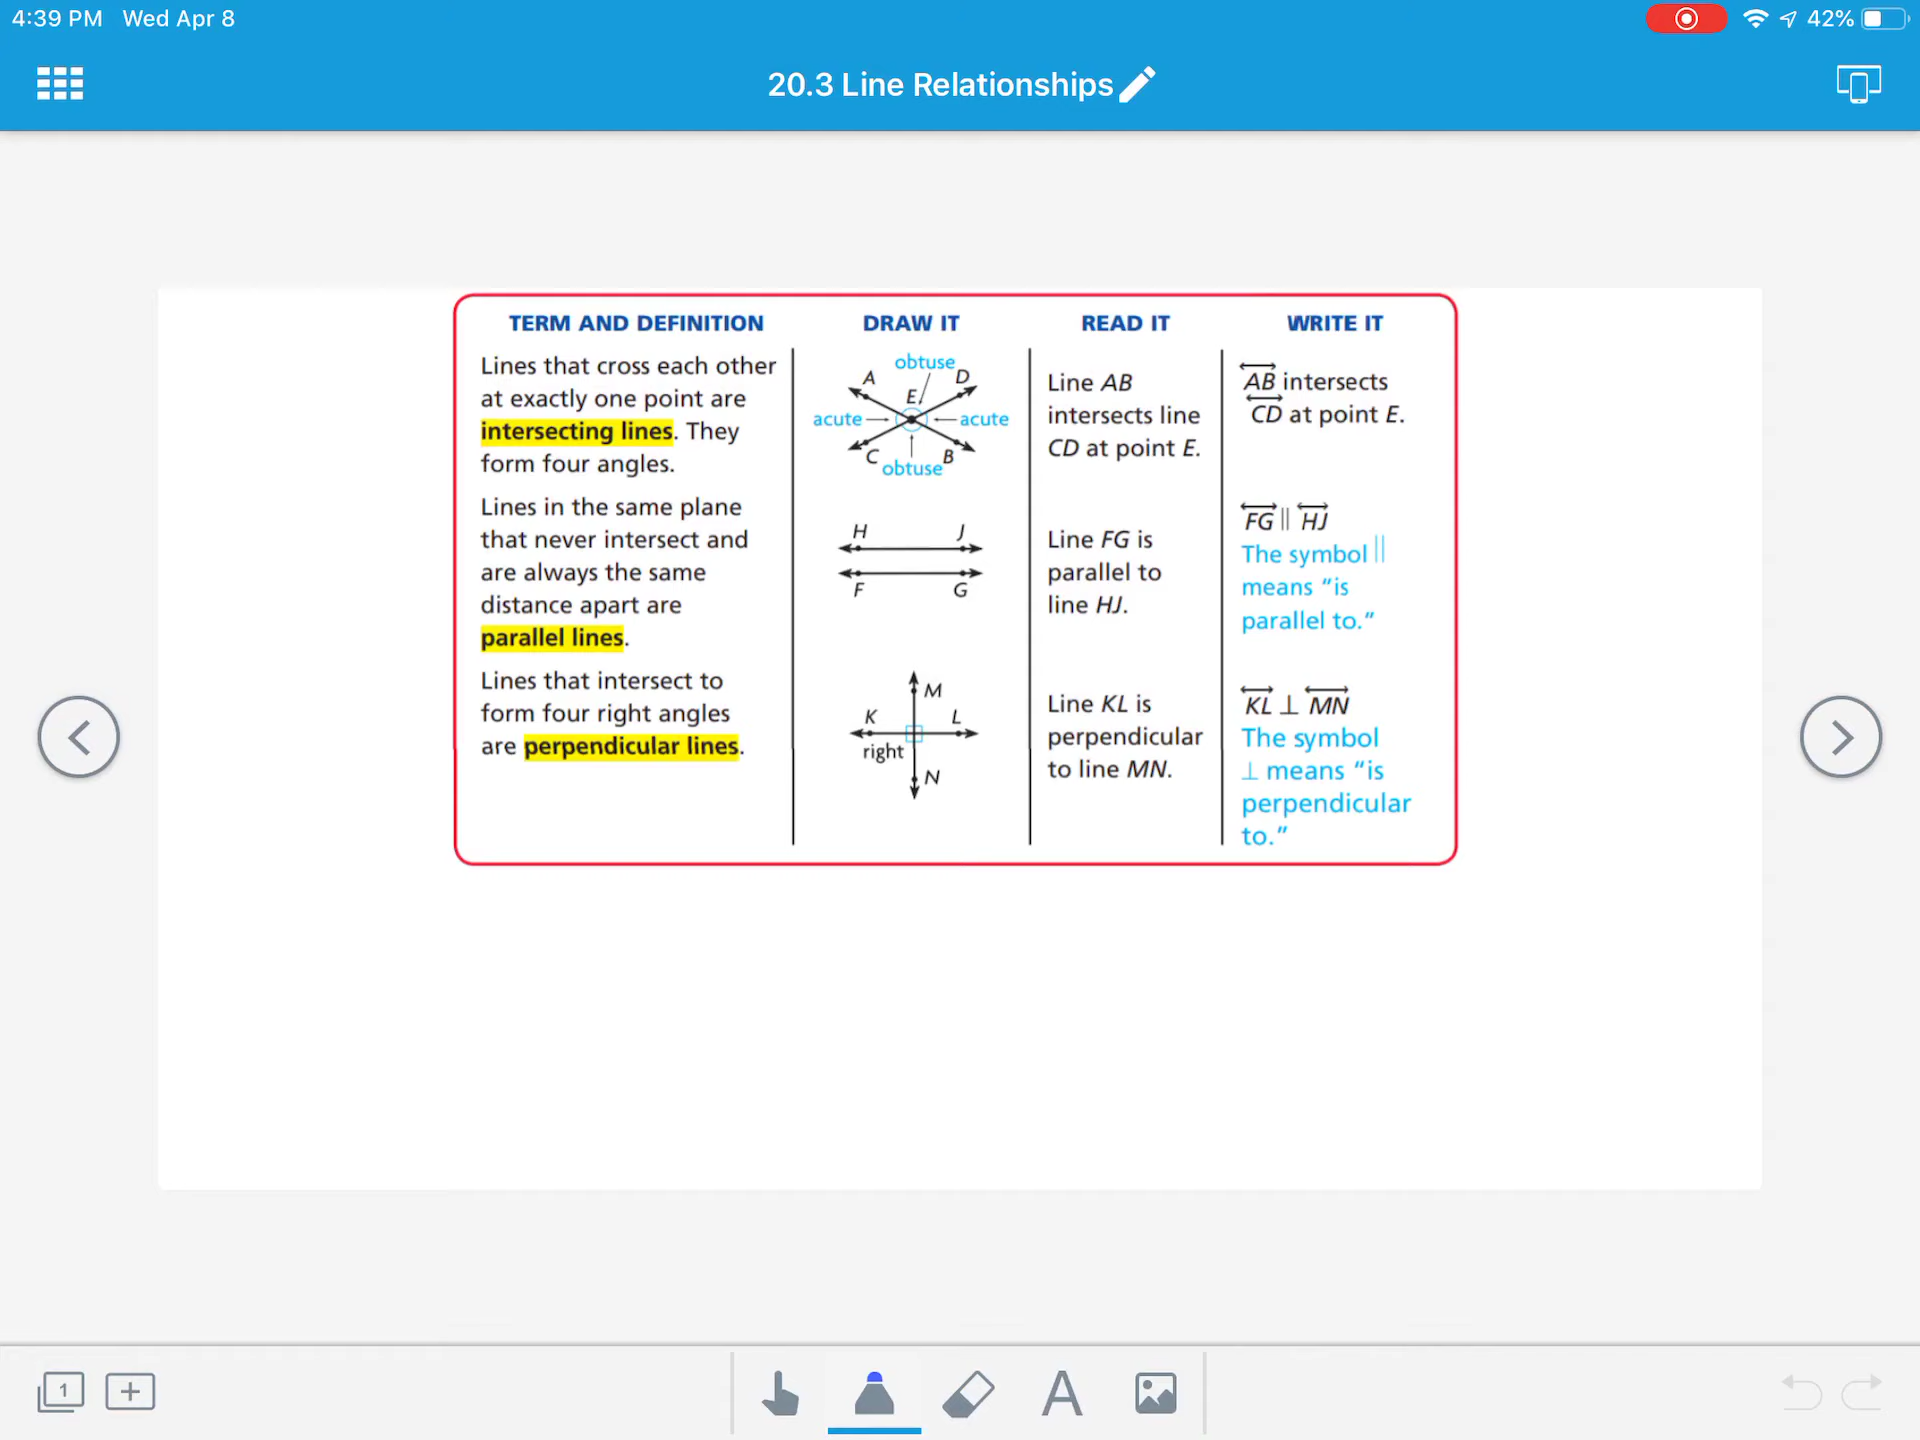 4:39 PM Wed Apr 8
42%
20.3 Line Relationships
TERM AND DEFINITION
DRAW IT
READ IT
WRITE IT
Lines that cross each other
at exactly one point are
intersecting lines. They
form four angles.
obtuse
A
D
E
acute
acute
C
B
obtuse
Line AB
intersects line
CD at point E.
AB intersects
CD at point E.
Lines in the same plane
that never intersect and
are always the same
distance apart are
parallel lines.
H
J
F
G
Line FG is
parallel to
line HJ.
FG || HJ
The symbol ||
means “is
parallel to.”
Lines that intersect to
form four right angles
are perpendicular lines.
M
K
L
right
N
Line KL is
perpendicular
to line MN.
KL ⊥ MN
The symbol
⊥ means “is
perpendicular
to.”
1
A